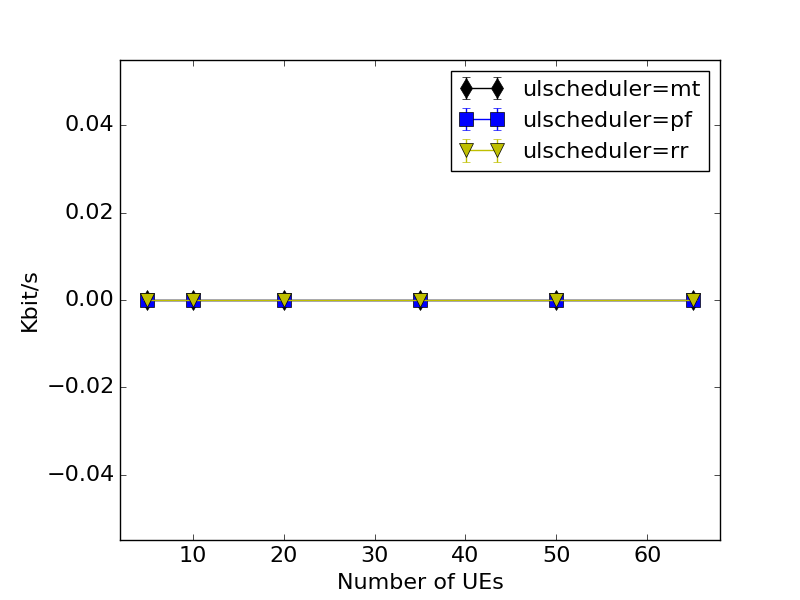 ulscheduler=mt
ulscheduler=pf
ulscheduler=rr
0.04
0.02
0.00
−0.02
−0.04
Kbit/s
10 20 30 40 50 60
Number of UEs